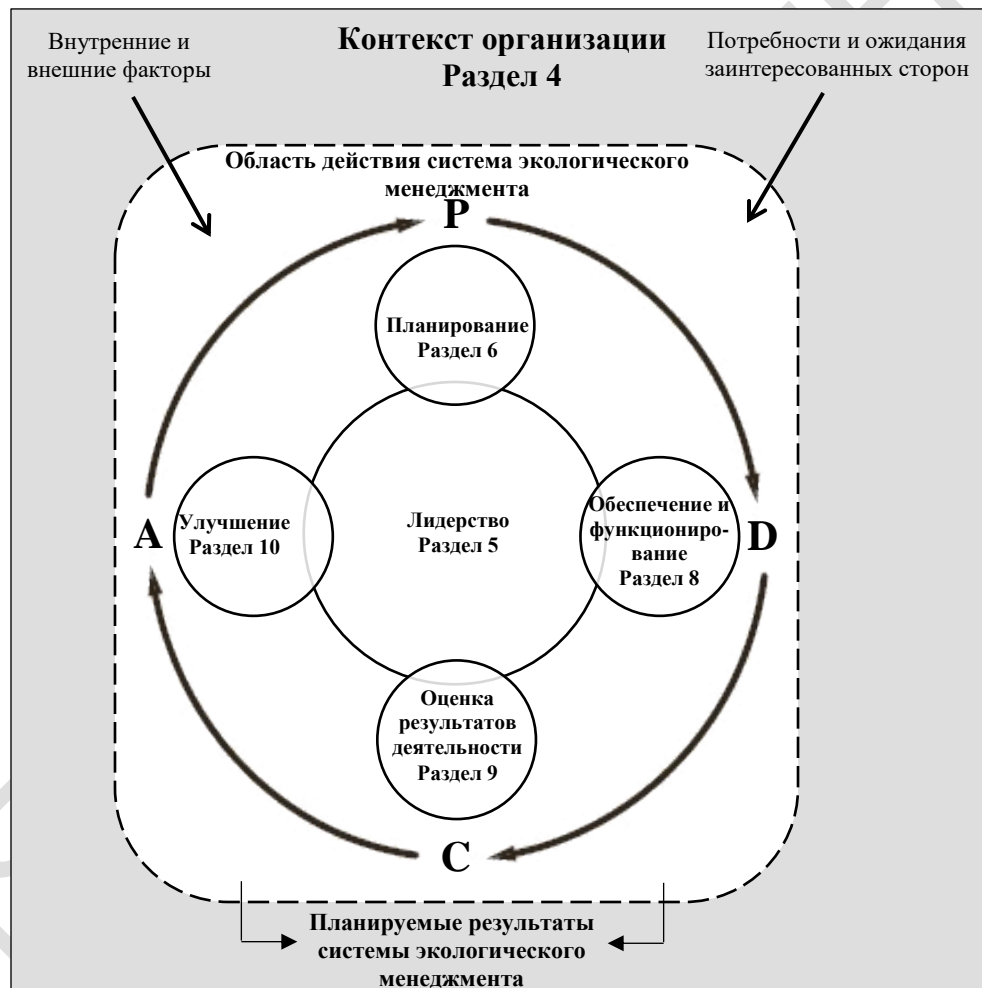 Внутренние и
внешние факторы
Контекст организации
Раздел 4
Потребности и ожидания
заинтересованных сторон
Область действия система экологического
менеджмента
P
Планирование
Раздел 6
A
Улучшение
Раздел 10
Лидерство
Раздел 5
Обеспечение и
функциониро-
вание
Раздел 8
D
Оценка
результатов
деятельности
Раздел 9
C
Планируемые результаты
системы экологического
менеджмента